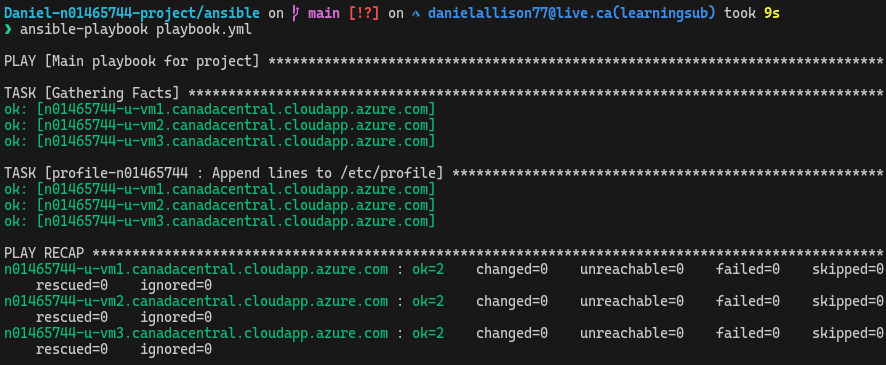 Daniel-n01465744-project/ansible on main [!?] on danielallison77@live.ca(learningsub) took 9s
❯ ansible-playbook playbook.yml
PLAY [Main playbook for project] *****************************************************************************
TASK [Gathering Facts] ***************************************************************************************
ok: [n01465744-u-vm1.canadacentral.cloudapp.azure.com]
ok: [n01465744-u-vm2.canadacentral.cloudapp.azure.com]
ok: [n01465744-u-vm3.canadacentral.cloudapp.azure.com]
TASK [profile-n01465744 : Append lines to /etc/profile] ******************************************************
ok: [n01465744-u-vm1.canadacentral.cloudapp.azure.com]
ok: [n01465744-u-vm2.canadacentral.cloudapp.azure.com]
ok: [n01465744-u-vm3.canadacentral.cloudapp.azure.com]
PLAY RECAP ***************************************************************************************************
n01465744-u-vm1.canadacentral.cloudapp.azure.com : ok=2    changed=0    unreachable=0    failed=0    skipped=0
    rescued=0    ignored=0
n01465744-u-vm2.canadacentral.cloudapp.azure.com : ok=2    changed=0    unreachable=0    failed=0    skipped=0
    rescued=0    ignored=0
n01465744-u-vm3.canadacentral.cloudapp.azure.com : ok=2    changed=0    unreachable=0    failed=0    skipped=0
    rescued=0    ignored=0